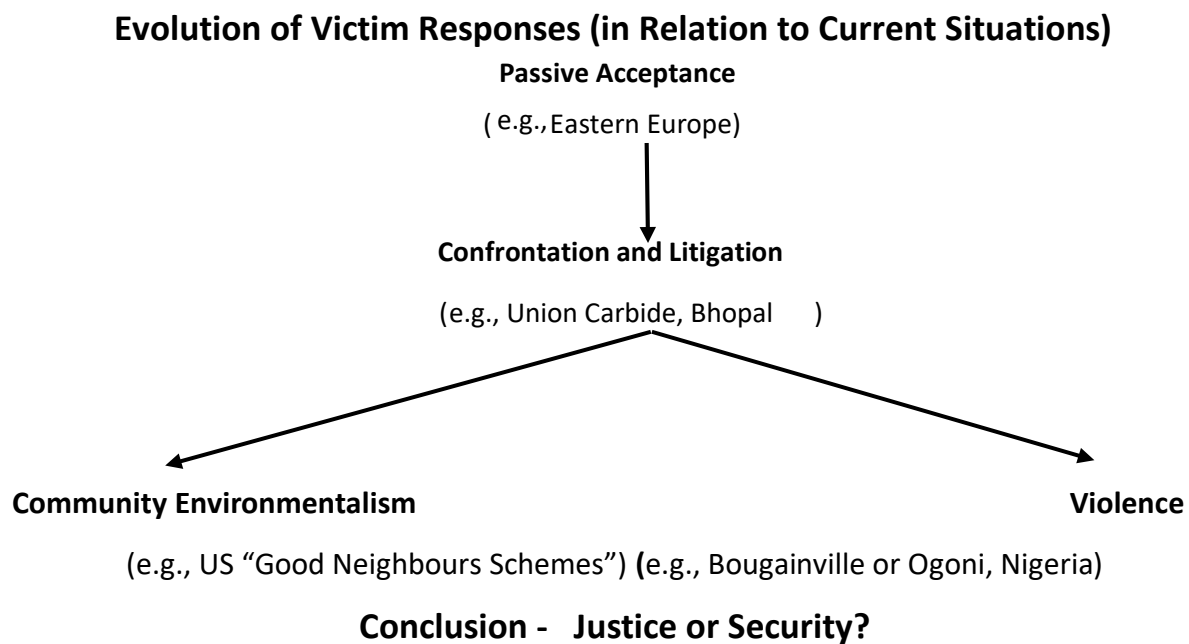 Evolution of Victim Responses (in Relation to Current Situations)
Passive Acceptance
( e.g., Eastern Europe)
Confrontation and Litigation
(e.g., Union Carbide, Bhopal )
Community Environmentalism
Violence
(e.g., US “Good Neighbours Schemes”) (e.g., Bougainville or Ogoni, Nigeria)
Conclusion - Justice or Security?